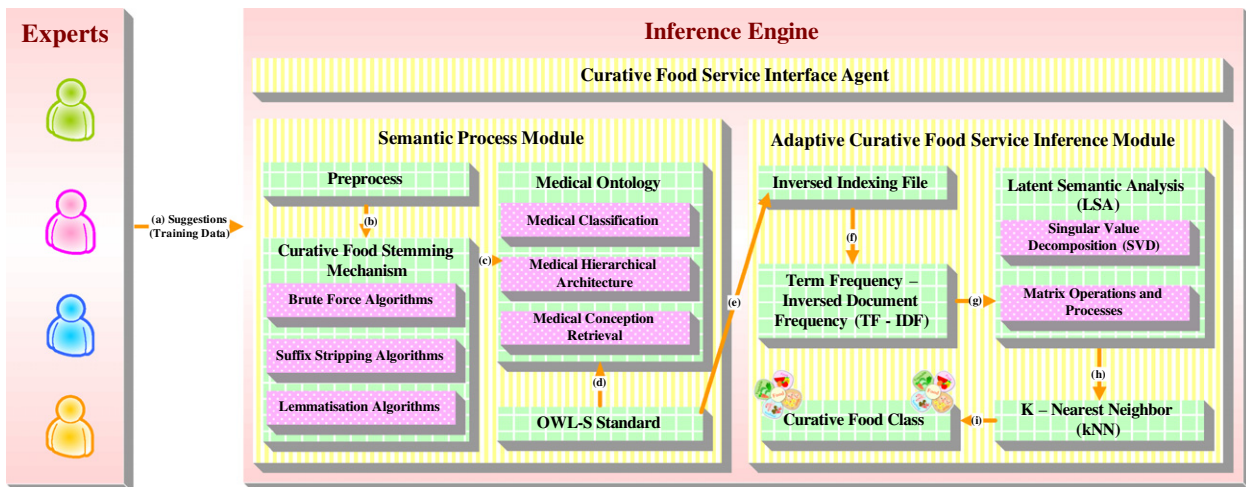 Experts
(a) Suggestions
(Training Data)
Inference Engine
Curative Food Service Interface Agent
Semantic Process Module
Preprocess
(b)
Curative Food Stemming
Mechanism
Brute Force Algorithms
Suffix Stripping Algorithms
Lemmatisation Algorithms
(c)
Medical Ontology
Medical Classification
Medical Hierarchical
Architecture
Medical Conception
Retrieval
(d)
OWL-S Standard
(e)
Adaptive Curative Food Service Inference Module
Inversed Indexing File
(f)
Term Frequency –
Inversed Document
Frequency (TF - IDF)
(g)
Latent Semantic Analysis
(LSA)
Singular Value
Decomposition (SVD)
Matrix Operations and
Processes
(h)
K – Nearest Neighbor
(kNN)
(i)
Curative Food Class
Food
Food